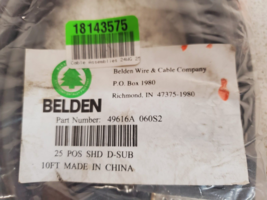 18143575
Belden Wire & Cable Company
P.O. Box 1980
Richmond, IN 47375-1980
BELDEN
Part Number: 49616A 060S2
25 POS SHD D-SUB
10FT MADE IN CHINA